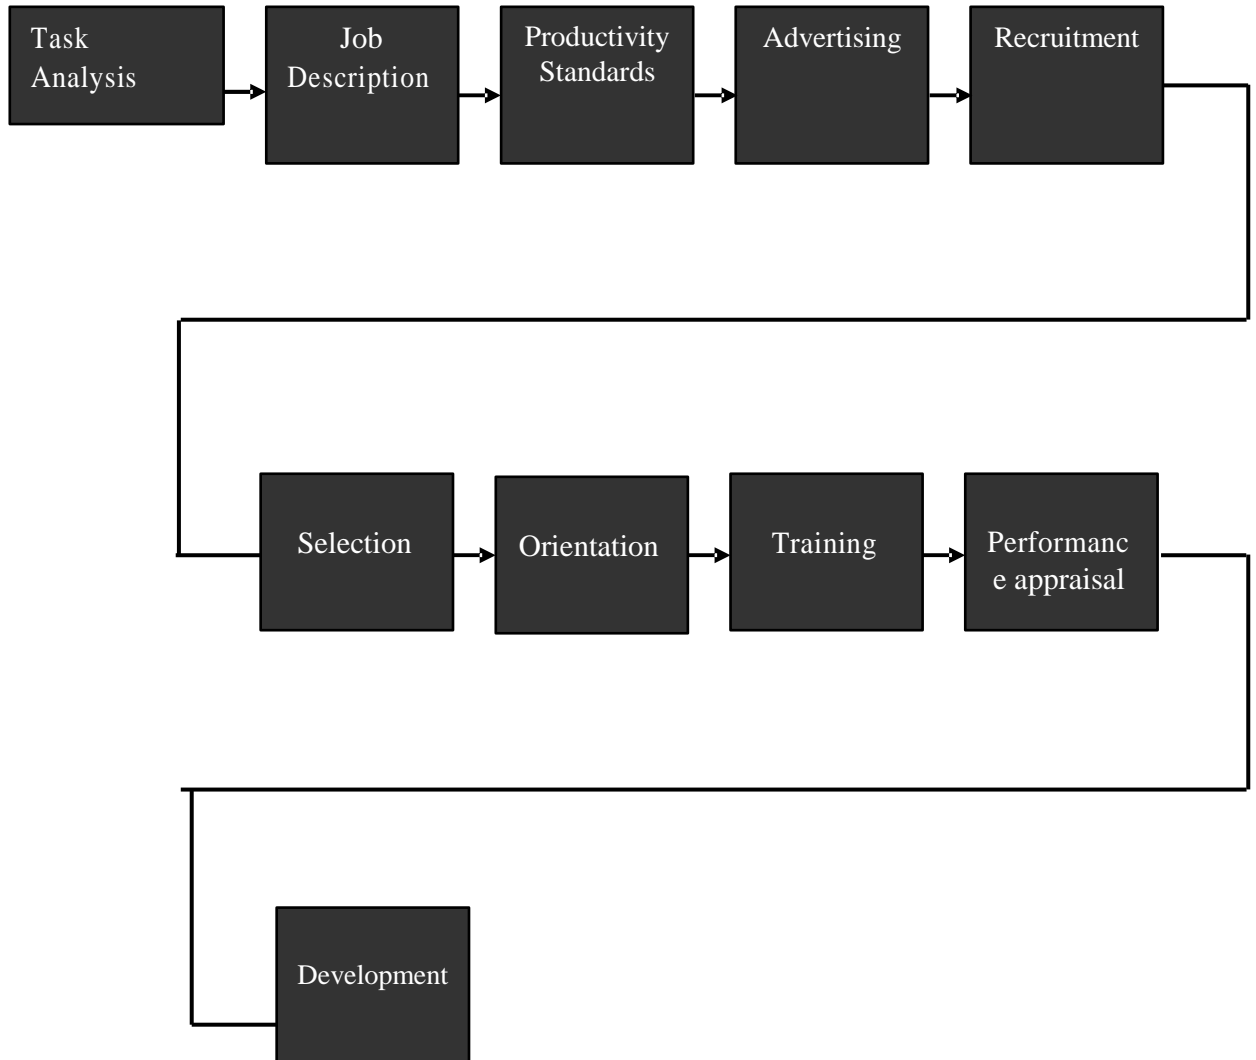 Task
Analysis
Job
Description
Productivity
Standards
Advertising
Recruitment
Selection
Orientation
Training
Performanc
e appraisal
Development